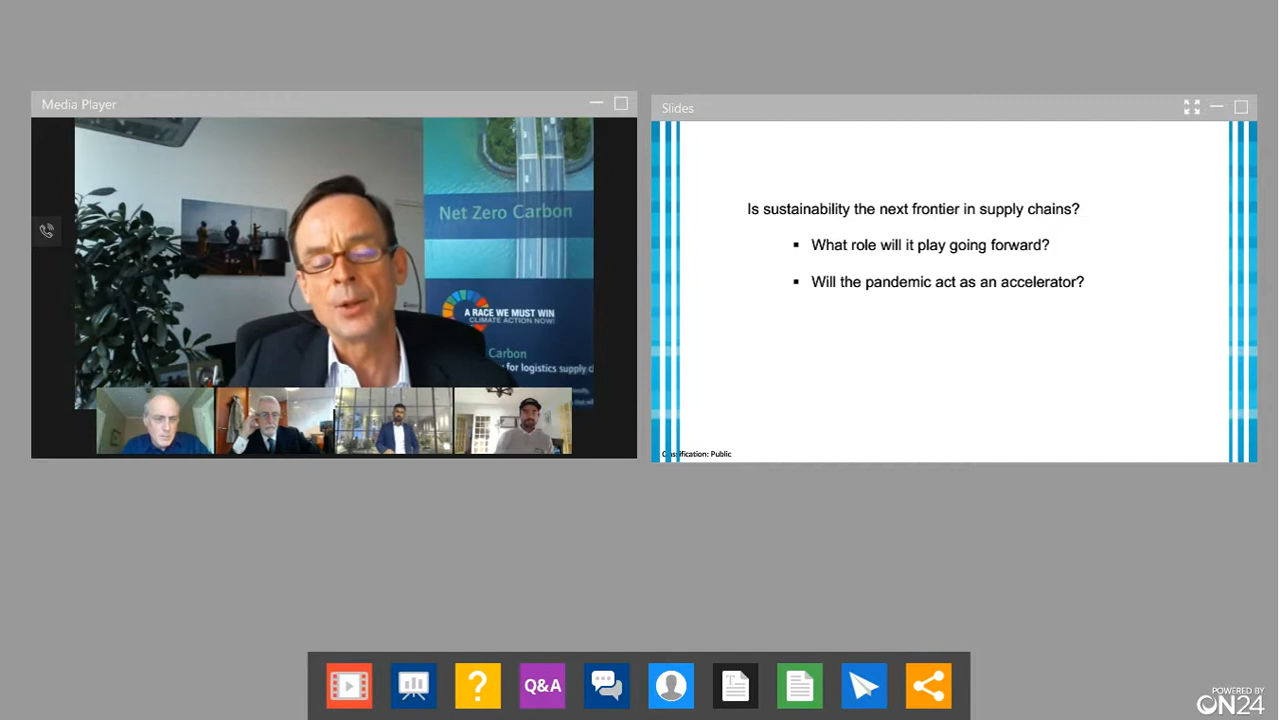 Media Player
Net Zero Carbon
A RACE WE MUST WIN
CLIMATE ACTION NOW!
Carbon
for logistics supply
Slides
Is sustainability the next frontier in supply chains?
▪ What role will it play going forward?
▪ Will the pandemic act as an accelerator?
Classification: Public
?
Q&A
T
POWERED BY
ON24